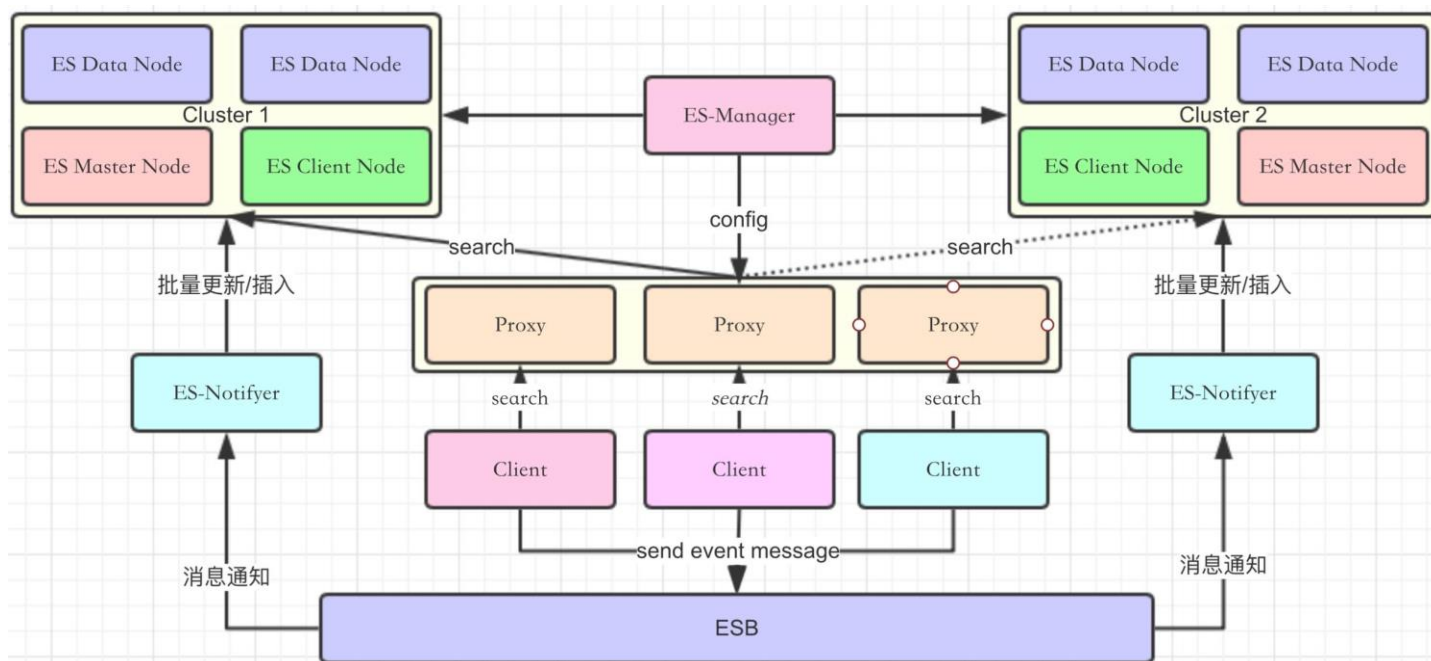 ES Data Node
ES Data Node
Cluster 1
ES Master Node
ES Client Node
ES-Manager
ES Data Node
ES Data Node
Cluster 2
ES Client Node
ES Master Node
config
search
search
批量更新/插入
批量更新/插入
Proxy
Proxy
Proxy
ES-Notifyer
ES-Notifyer
search
search
search
Client
Client
Client
send event message
消息通知
消息通知
ESB